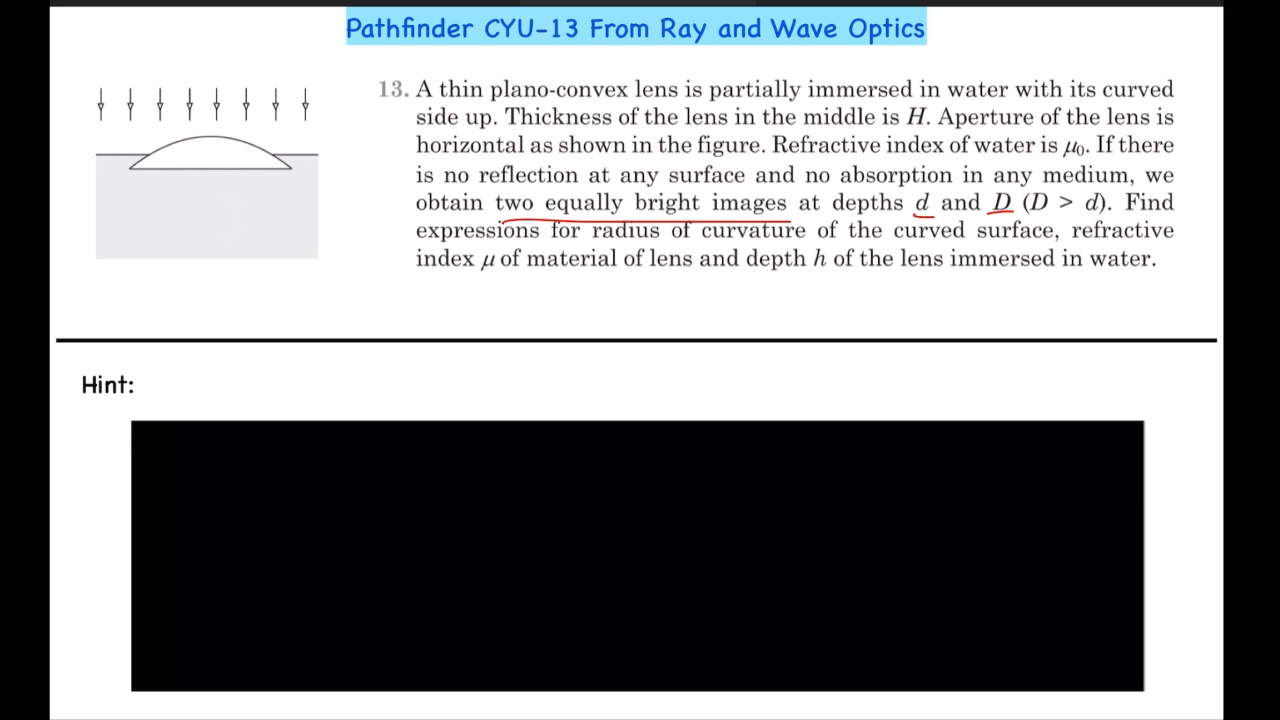 Pathfinder CYU-13 From Ray and Wave Optics
13. A thin plano-convex lens is partially immersed in water with its curved
side up. Thickness of the lens in the middle is H. Aperture of the lens is
horizontal as shown in the figure. Refractive index of water is μ₀. If there
is no reflection at any surface and no absorption in any medium, we
obtain two equally bright images at depths d and D (D > d). Find
expressions for radius of curvature of the curved surface, refractive
index μ of material of lens and depth h of the lens immersed in water.
Hint: